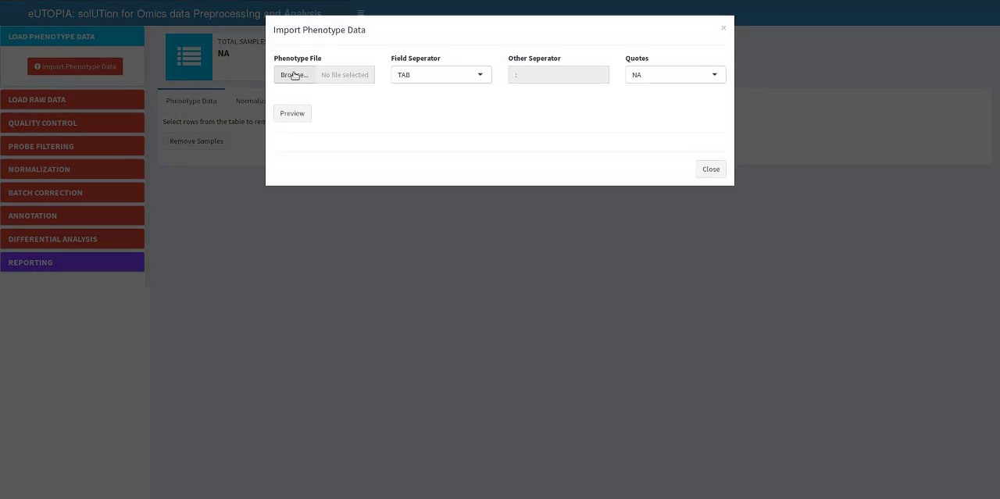 eUTOPIA: solUTion for Omics data PreprocessIng and Analysis
LOAD PHENOTYPE DATA
Import Phenotype Data
LOAD RAW DATA
QUALITY CONTROL
PROBE FILTERING
NORMALIZATION
BATCH CORRECTION
ANNOTATION
DIFFERENTIAL ANALYSIS
REPORTING
TOTAL SAMPLES
NA
Phenotype Data
Select rows from the table to
Remove Samples
Import Phenotype Data
×
Phenotype File
Field Seperator
Other Seperator
Quotes
Browse...
No file selected
TAB
:
NA
Preview
Close